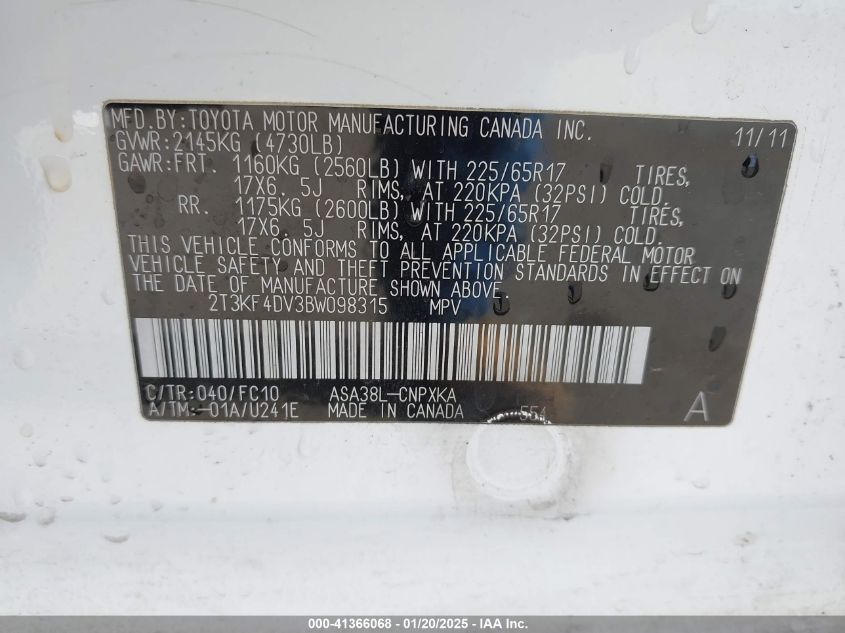 MFD.BY:TOYOTA MOTOR MANUFACTURING CANADA INC. 11/11
GVWR:2145KG (4730LB)
GAWR:FRT. 1160KG (2560LB) WITH 225/65R17 TIRES,
17X6. 5J RIMS, AT 220KPA (32PSI) COLD.
RR. 1175KG (2600LB) WITH 225/65R17 TIRES,
17X6. 5J RIMS, AT 220KPA (32PSI) COLD.
THIS VEHICLE CONFORMS TO ALL APPLICABLE FEDERAL MOTOR
VEHICLE SAFETY AND THEFT PREVENTION STANDARDS IN EFFECT ON
THE DATE OF MANUFACTURE SHOWN ABOVE.
2T3KF4DV3BW098315 MPV
C/TR:040/FC10 ASA38L-CNPXKA
A/TM:-01A/U241E MADE IN CANADA 554 A
000-41366068 - 01/20/2025 - IAA Inc.